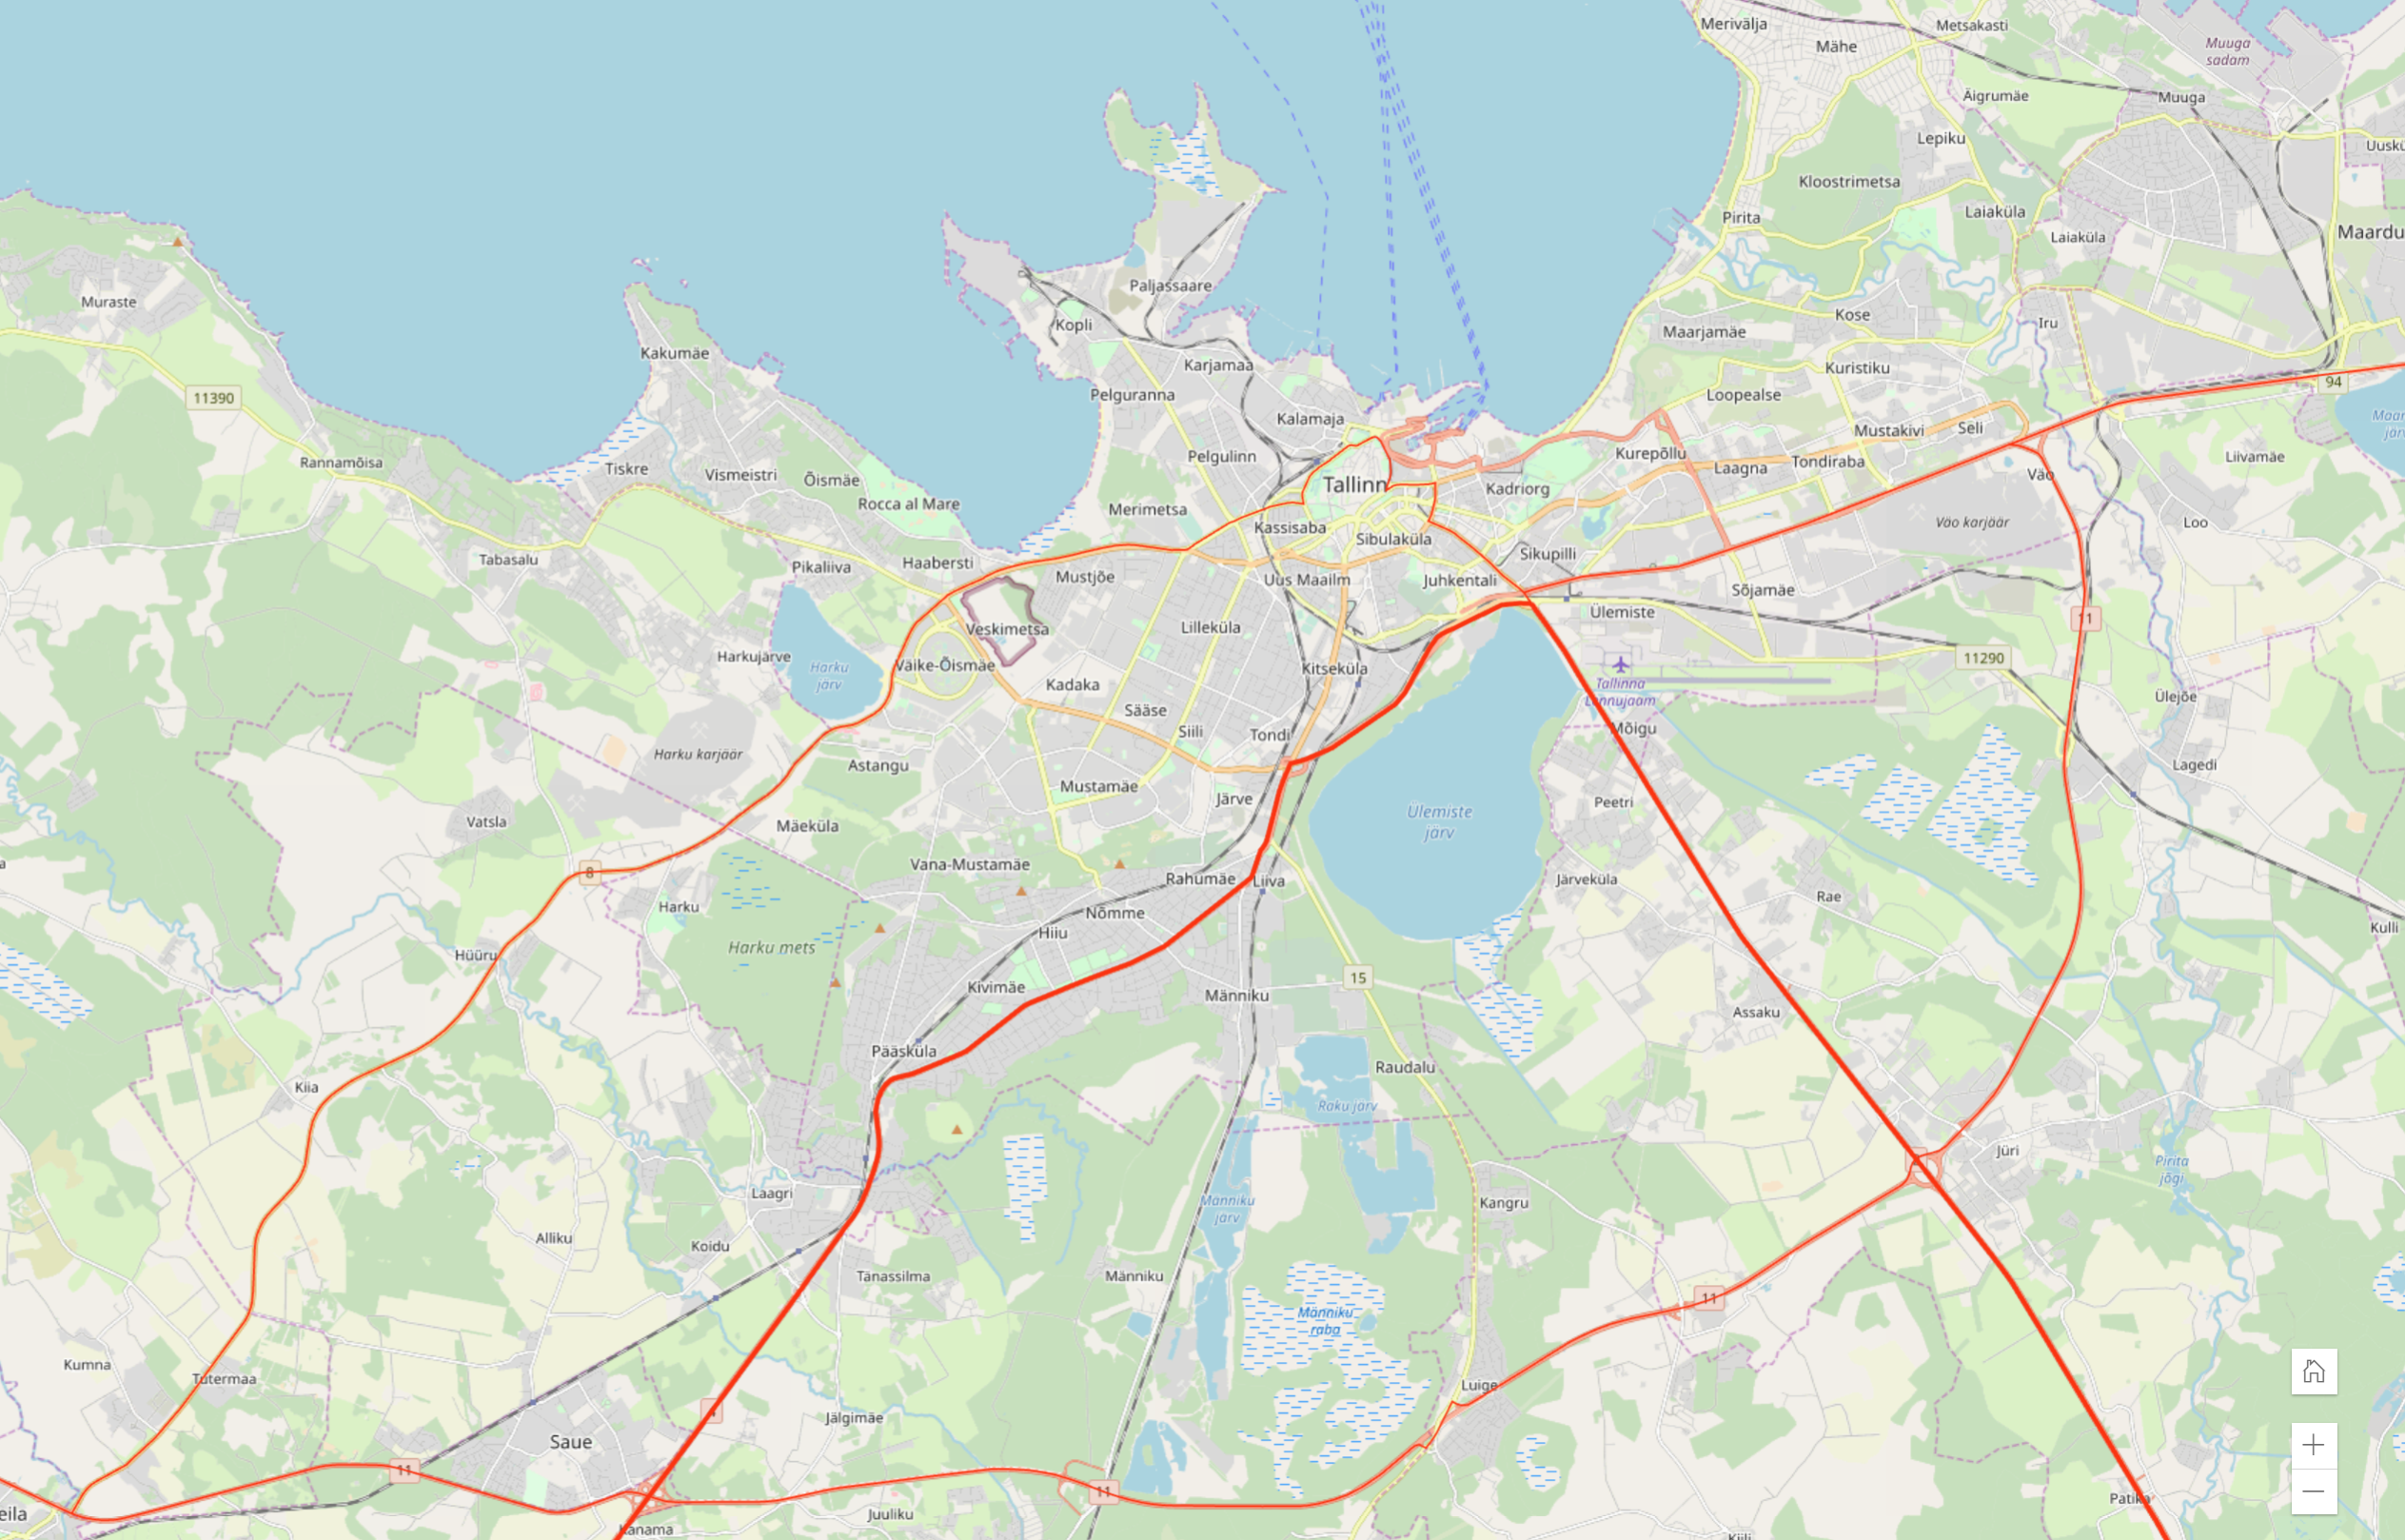 Merivälja
Metsakasti
Mähe
Muuga
sadam
Äigrumäe
Muuga
Lepiku
Kloostrimetsa
Laiaküla
Pirita
Laiaküla
Maardu
Paljassaare
Muraste
Kose
Iru
Kopli
Maarjamäe
Kakumäe
Karjamaa
Kuristiku
94
11390
Pelguranna
Loopealse
Kalamaja
Mustakivi
Seli
Rannamõisa
Tiskre
Vismeistri
Õismäe
Pelgulinn
Kurepõllu
Laagna
Tondiraba
Liivamäe
Väo
Tallinn
Kadriorg
Rocca al Mare
Merimetsa
Kassisaba
Väo karjäär
Loo
Sibulaküla
Tabasalu
Pikaliiva
Haabersti
Mustjõe
Uus Maailm
Juhkentali
Sikupilli
Sõjamäe
Ülemiste
11
Veskimetsa
Lilleküla
Harkujärve
Harku
järv
Väike-Õismäe
Kitseküla
11290
Kadaka
Tallinna
Lennujaam
Ülejõe
Sääse
Siili
Tondi
Mõigu
Harku karjäär
Astangu
Lagedi
Mustamäe
Järve
Peetri
Ülemiste
järv
Vatsla
Mäeküla
8
Vana-Mustamäe
Rahumäe
Liiva
Järveküla
Rae
Harku
Nõmme
Hiiu
Kulli
Harku mets
Hüüru
15
Kivimäe
Männiku
Assaku
Pääsküla
Raudalu
Kiia
Raku järv
Jüri
Pirita
jõgi
Laagri
Männiku
järv
Kangru
Alliku
Koidu
Tänassilma
Männiku
11
Männiku
raba
Kumna
Tutermaa
Luige
Jälgimäe
Saue
11
11
Patika
Juuliku
Kanama